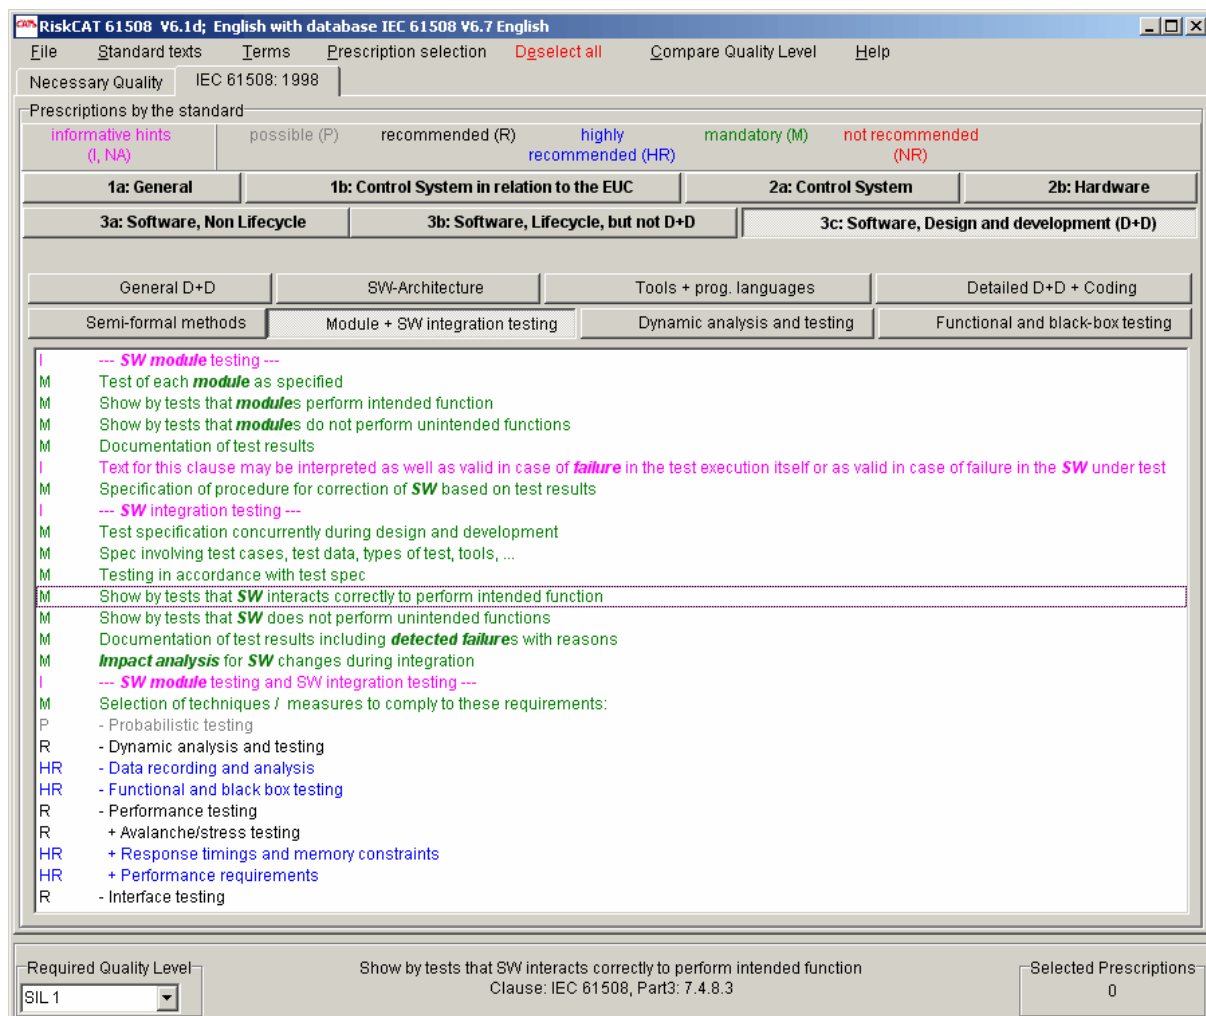 RiskCAT 61508 V6.1d; English with database IEC 61508 V6.7 English
File Standard texts Terms Prescription selection Deselect all Compare Quality Level Help
Necessary Quality IEC 61508: 1998
Prescriptions by the standard
informative hints (I, NA)
possible (P)
recommended (R)
highly recommended (HR)
mandatory (M)
not recommended (NR)
1a: General 1b: Control System in relation to the EUC 2a: Control System 2b: Hardware
3a: Software, Non Lifecycle 3b: Software, Lifecycle, but not D+D 3c: Software, Design and development (D+D)
General D+D SW-Architecture Tools + prog. languages Detailed D+D + Coding
Semi-formal methods Module + SW integration testing Dynamic analysis and testing Functional and black-box testing
I --- SW module testing ---
M Test of each module as specified
M Show by tests that modules perform intended function
M Show by tests that modules do not perform unintended functions
M Documentation of test results
I Text for this clause may be interpreted as well as valid in case of failure in the test execution itself or as valid in case of failure in the SW under test
M Specification of procedure for correction of SW based on test results
I --- SW integration testing ---
M Test specification concurrently during design and development
M Spec involving test cases, test data, types of test, tools, ...
M Testing in accordance with test spec
M Show by tests that SW interacts correctly to perform intended function
M Show by tests that SW does not perform unintended functions
M Documentation of test results including detected failures with reasons
M Impact analysis for SW changes during integration
I --- SW module testing and SW integration testing ---
M Selection of techniques / measures to comply to these requirements:
P - Probabilistic testing
R - Dynamic analysis and testing
HR - Data recording and analysis
HR - Functional and black box testing
R - Performance testing
R + Avalanche/stress testing
HR + Response timings and memory constraints
HR + Performance requirements
R - Interface testing
Required Quality Level
SIL 1
Show by tests that SW interacts correctly to perform intended function
Clause: IEC 61508, Part3: 7.4.8.3
Selected Prescriptions
0